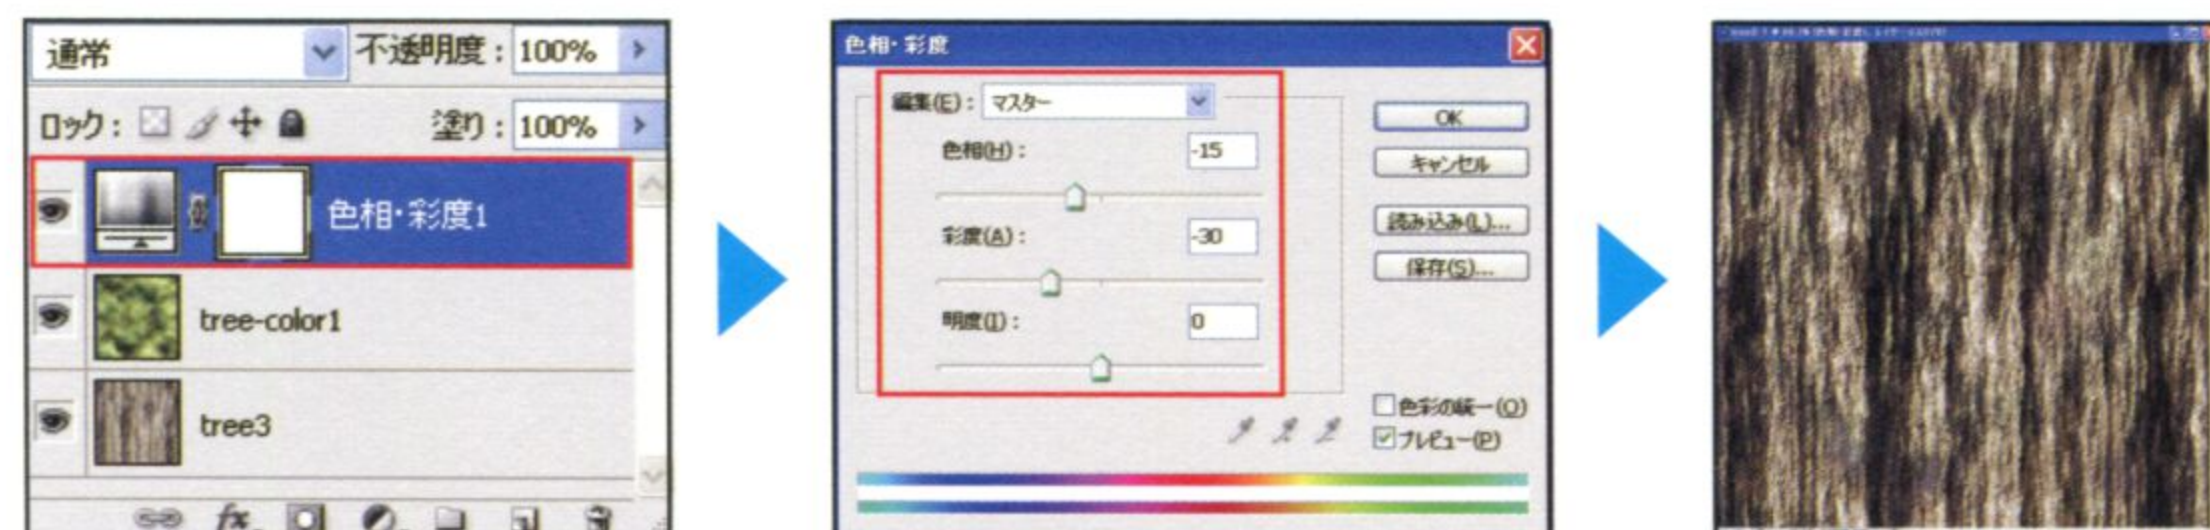 通常
不透明度 : 100%
ロック :
塗り : 100%
色相・彩度1
tree-color1
tree3
fx.
色相・彩度
編集(E) : マスター
色相(H) : -15
彩度(A) : -30
明度(I) : 0
OK
キャンセル
読み込み(L)...
保存(S)...
色彩の統一(O)
プレビュー(P)